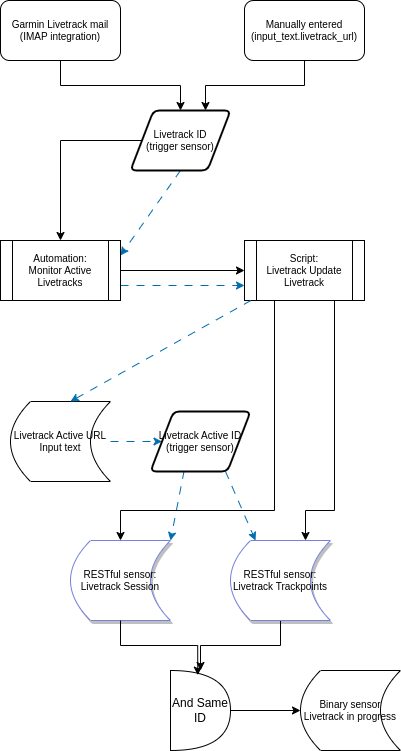 Garmin Livetrack mail
(IMAP integration)
Manually entered
(input_text.livetrack_url)
Livetrack ID
(trigger sensor)
Automation:
Monitor Active
Livetracks
Script:
Livetrack Update
Livetrack
Livetrack Active URL
Input text
Livetrack Active ID
(trigger sensor)
RESTful sensor:
Livetrack Session
RESTful sensor:
Livetrack Trackpoints
And Same
ID
Binary sensor
Livetrack in progress